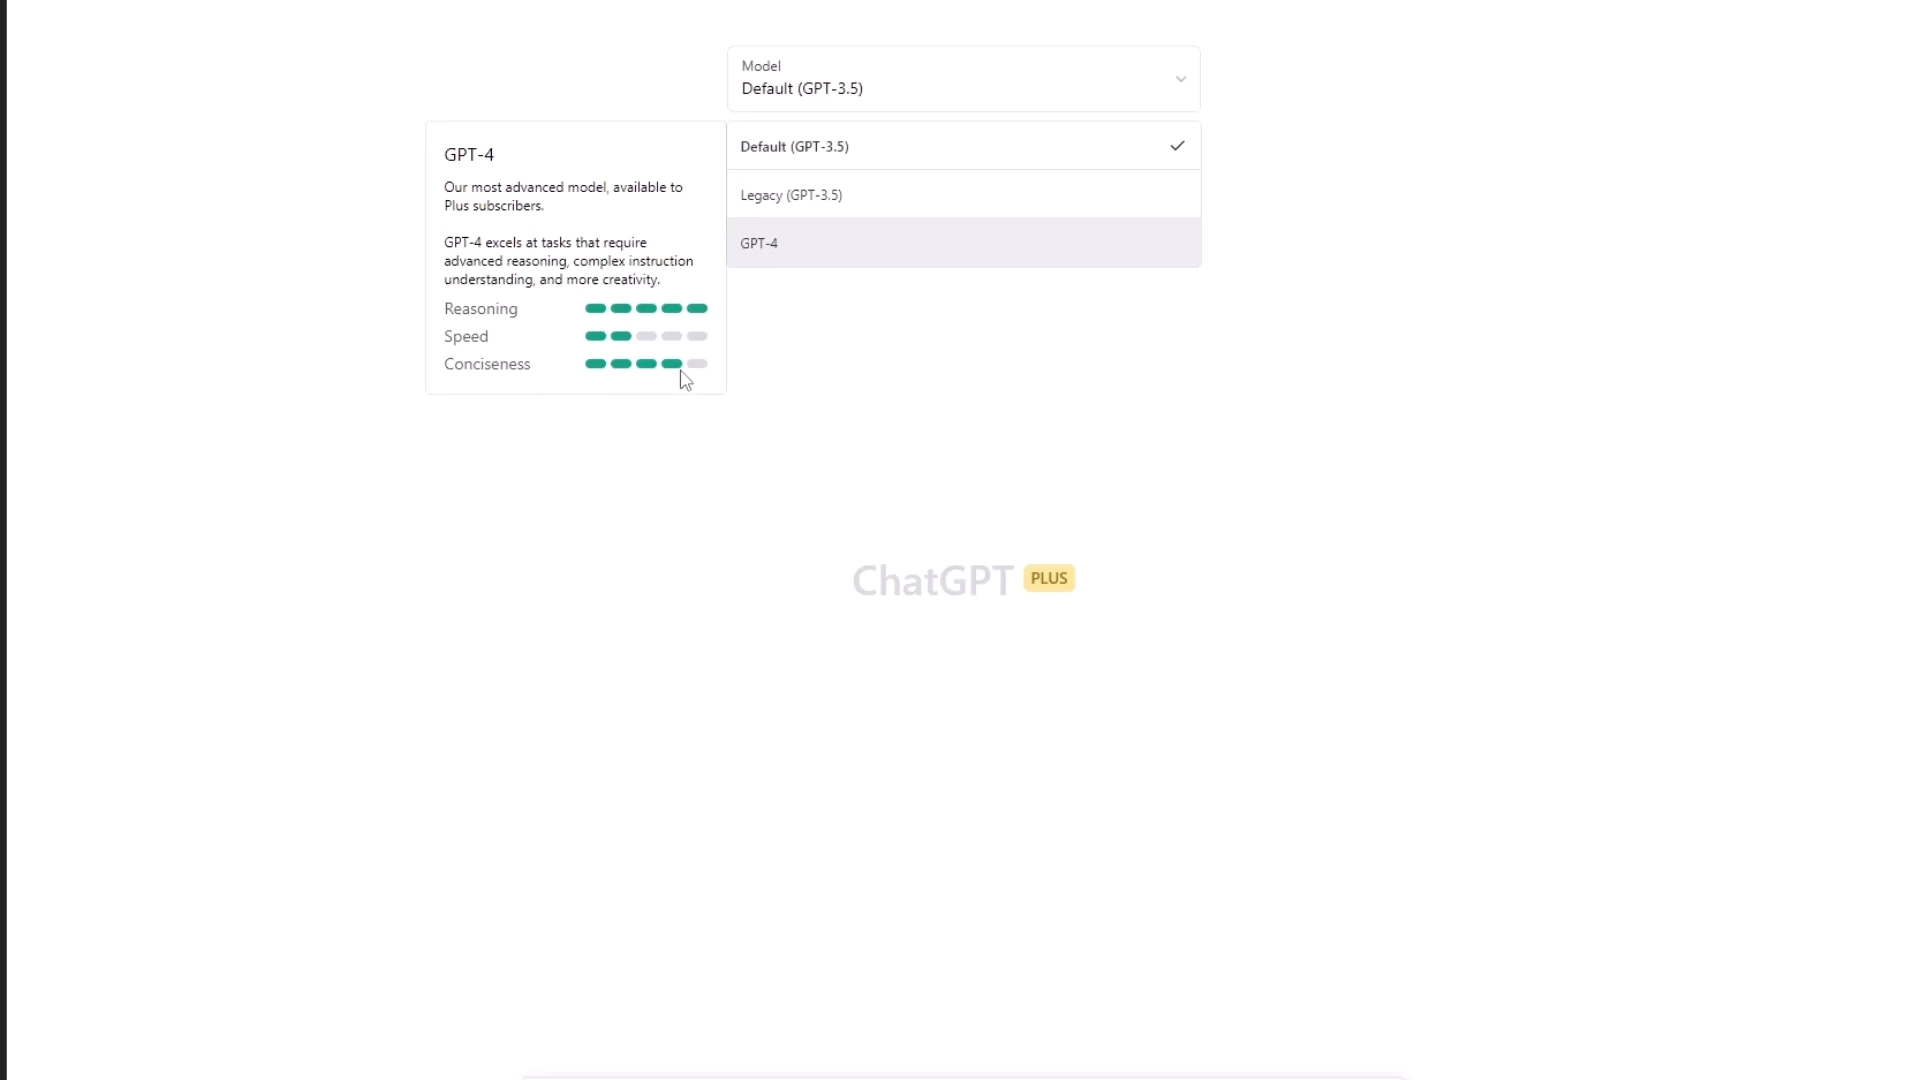 Model
Default (GPT-3.5)
Default (GPT-3.5)
Legacy (GPT-3.5)
GPT-4
GPT-4
Our most advanced model, available to
Plus subscribers.
GPT-4 excels at tasks that require
advanced reasoning, complex instruction
understanding, and more creativity.
Reasoning
Speed
Conciseness
ChatGPT PLUS